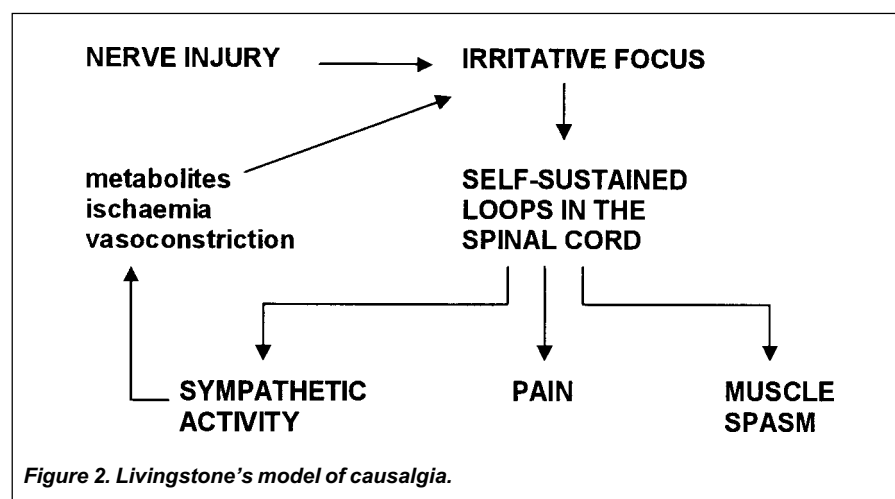 NERVE INJURY
IRRITATIVE FOCUS
metabolites
ischaemia
vasoconstriction
SELF-SUSTAINED
LOOPS IN THE
SPINAL CORD
SYMPATHETIC
ACTIVITY
PAIN
MUSCLE
SPASM
Figure 2. Livingstone's model of causalgia.